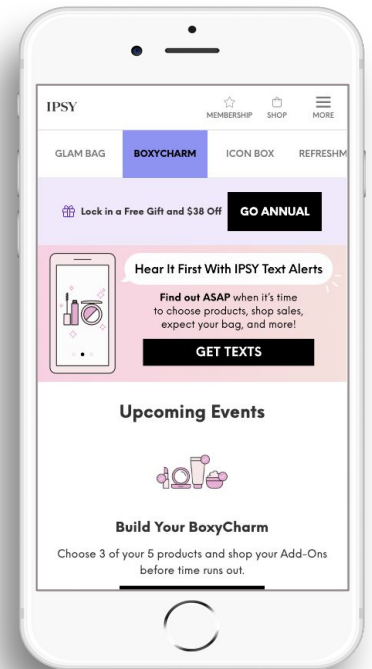 IPSY
MEMBERSHIP SHOP MORE
GLAM BAG BOXYCHARM ICON BOX REFRESHM
Lock in a Free Gift and $38 Off GO ANNUAL
Hear It First With IPSY Text Alerts
Find out ASAP when it's time
to choose products, shop sales,
expect your bag, and more!
GET TEXTS
Upcoming Events
Build Your BoxyCharm
Choose 3 of your 5 products and shop your Add-Ons
before time runs out.